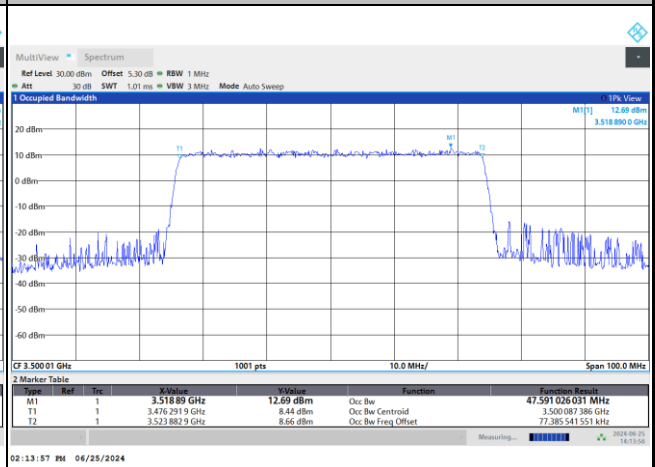 MultiView Spectrum
Ref Level 30.00 dBm Offset 5.30 dB RBW 1 MHz
Att 30 dB SWT 1.01 ms VBW 3 MHz Mode Auto Sweep
1 Occupied Bandwidth 1Pk View
M1[1] 12.69 dBm
3.518 890 0 GHz
20 dBm
M1
T1 T2
10 dBm
0 dBm
-10 dBm
-20 dBm
-30 dBm
-40 dBm
-50 dBm
-60 dBm
CF 3.500 01 GHz 1001 pts 10.0 MHz/ Span 100.0 MHz
2 Marker Table
Type Ref Trc X-Value Y-Value Function Function Result
M1 1 3.518 89 GHz 12.69 dBm Occ Bw 47.591 026 031 MHz
T1 1 3.476 291 9 GHz 8.44 dBm Occ Bw Centroid 3.500 087 386 GHz
T2 1 3.523 882 9 GHz 8.66 dBm Occ Bw Freq Offset 77.385 541 551 kHz
Measuring... 2024-06-25
14:13:56
02:13:57 PM 06/25/2024